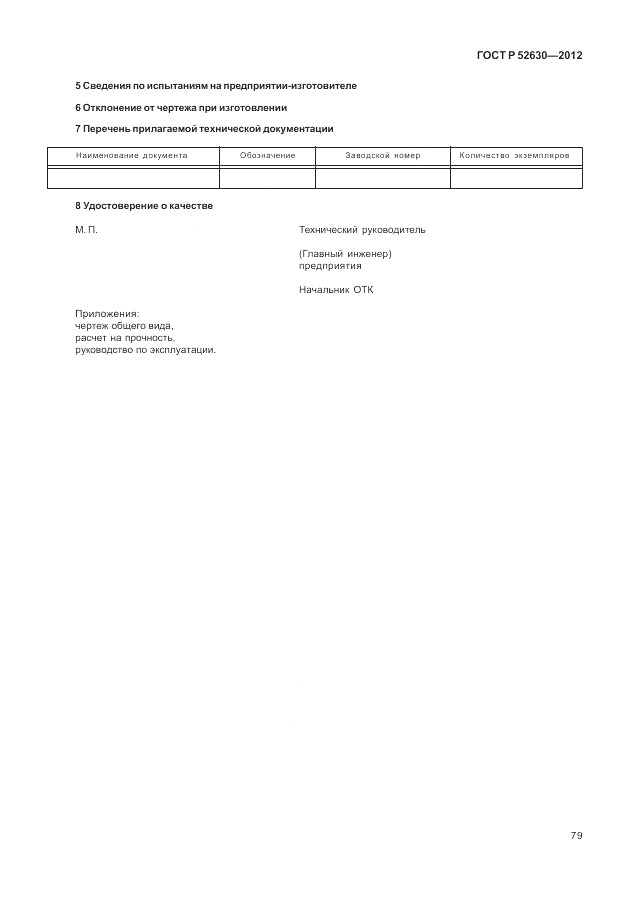 ГОСТ Р 52630—2012
5 Сведения по испытаниям на предприятии-изготовителе
6 Отклонение от чертежа при изготовлении
7 Перечень прилагаемой технической документации
Наименование документа Обозначение Заводской номер Количество экземпляров
8 Удостоверение о качестве
М. П. Технический руководитель
(Главный инженер)
предприятия
Начальник ОТК
Приложения:
чертеж общего вида,
расчет на прочность,
руководство по эксплуатации.
79